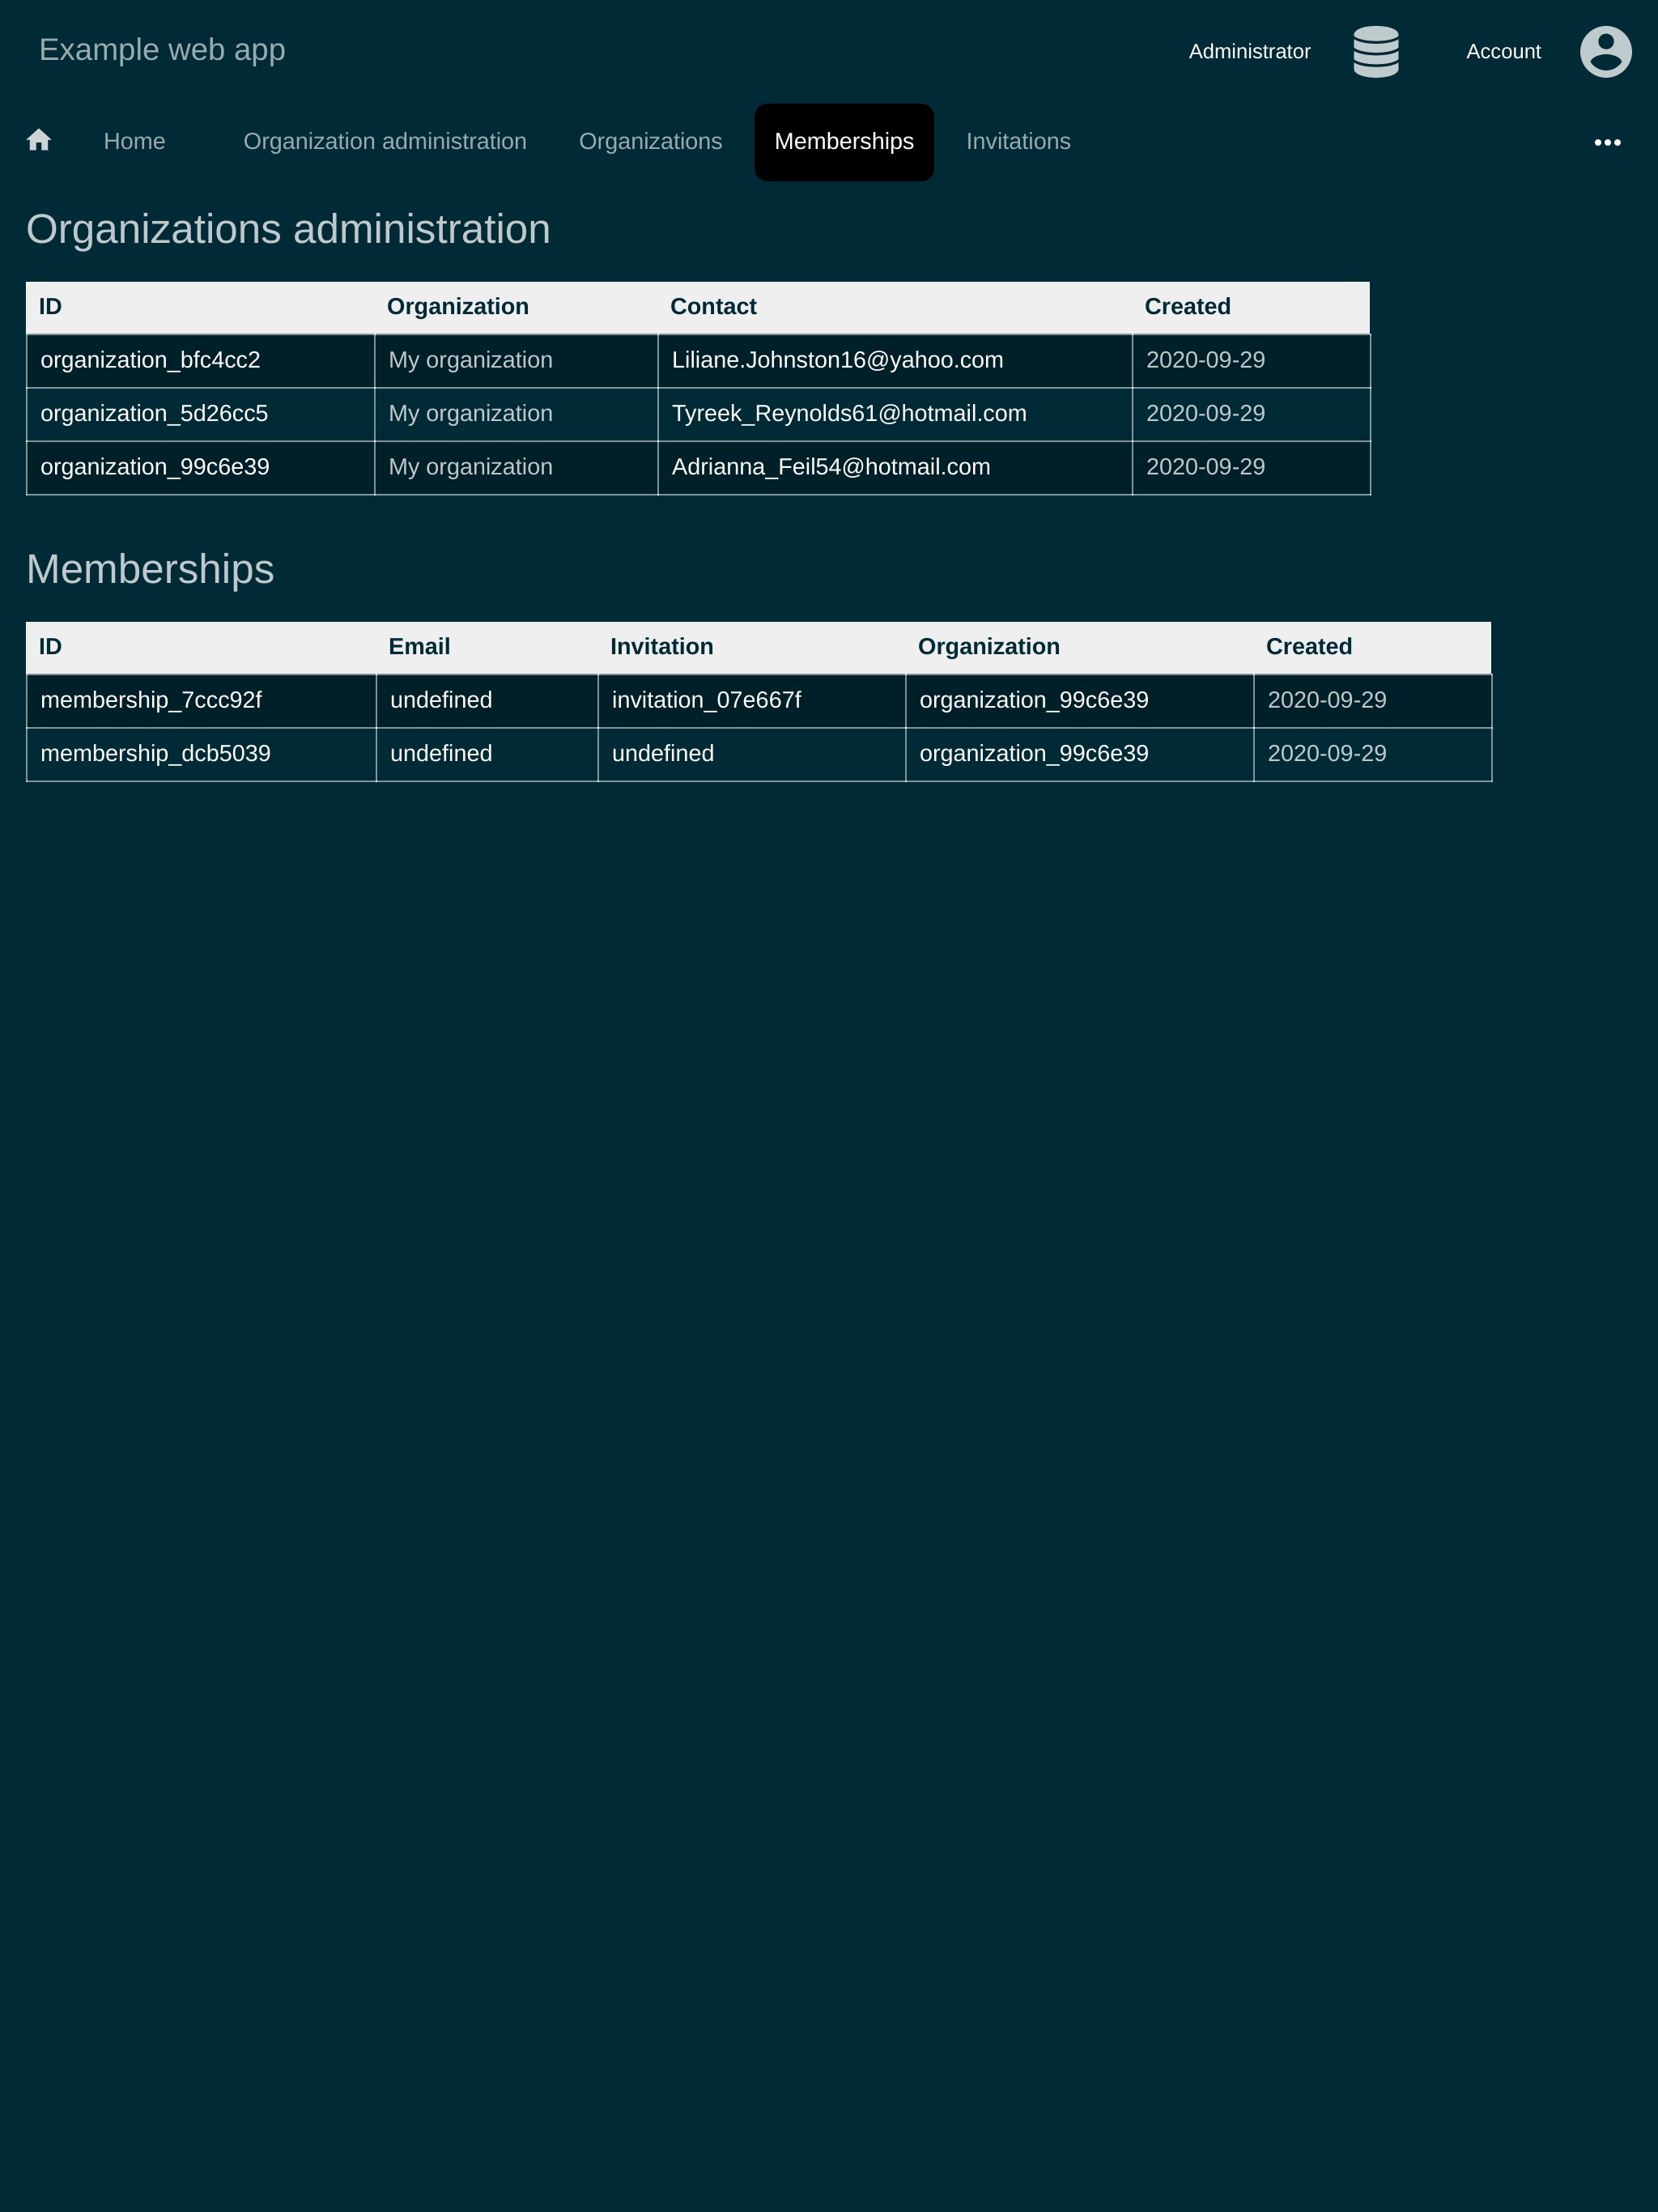 Example web app
Administrator
Account
Home Organization administration Organizations Memberships Invitations
Organizations administration
ID Organization Contact Created
organization_bfc4cc2 My organization Liliane.Johnston16@yahoo.com 2020-09-29
organization_5d26cc5 My organization Tyreek_Reynolds61@hotmail.com 2020-09-29
organization_99c6e39 My organization Adrianna_Feil54@hotmail.com 2020-09-29
Memberships
ID Email Invitation Organization Created
membership_7ccc92f undefined invitation_07e667f organization_99c6e39 2020-09-29
membership_dcb5039 undefined undefined organization_99c6e39 2020-09-29